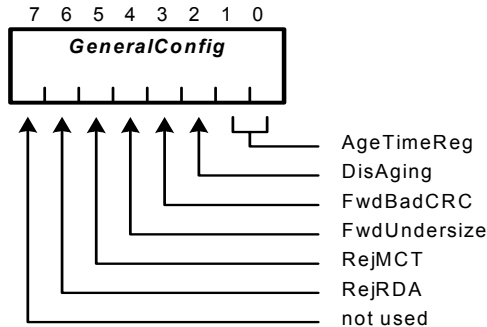 7 6 5 4 3 2 1 0
GeneralConfig
AgeTimeReg
DisAging
FwdBadCRC
FwdUndersize
RejMCT
RejRDA
not used